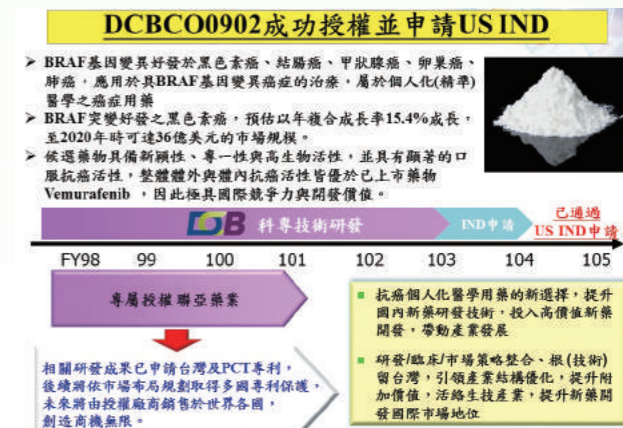 DCBCO0902成功授權並申請US IND
➢ BRAF基因變異好發於黑色素癌、結腸癌、甲狀腺癌、卵巢癌、
肺癌，應用於具BRAF基因變異癌症的治療，屬於個人化(精準)
醫學之癌症用藥
➢ BRAF突變好發之黑色素癌，預估以年複合成長率15.4%成長，
至2020年時可達36億美元的市場規模。
➢ 候選藥物具備新穎性、專一性與高生物活性，並具有顯著的口
服抗癌活性，整體體外與體內抗癌活性皆優於已上市藥物
Vemurafenib ，因此極具國際競爭力與開發價值。
DCB 科專技術研發
IND申請
已通過
US IND申請
FY98 99 100 101 102 103 104 105
專屬授權聯亞藥業
相關研發成果已申請台灣及PCT專利，
後續將依市場布局規劃取得多國專利保護，
未來將由授權廠商銷售於世界各國，
創造商機無限。
▪ 抗癌個人化醫學用藥的新選擇，提升
國內新藥研發技術，投入高價值新藥
開發，帶動產業發展
▪ 研發/臨床/市場策略整合、根(技術)
留台灣，引領產業結構優化，提升附
加價值，活絡生技產業，提升新藥開
發國際市場地位